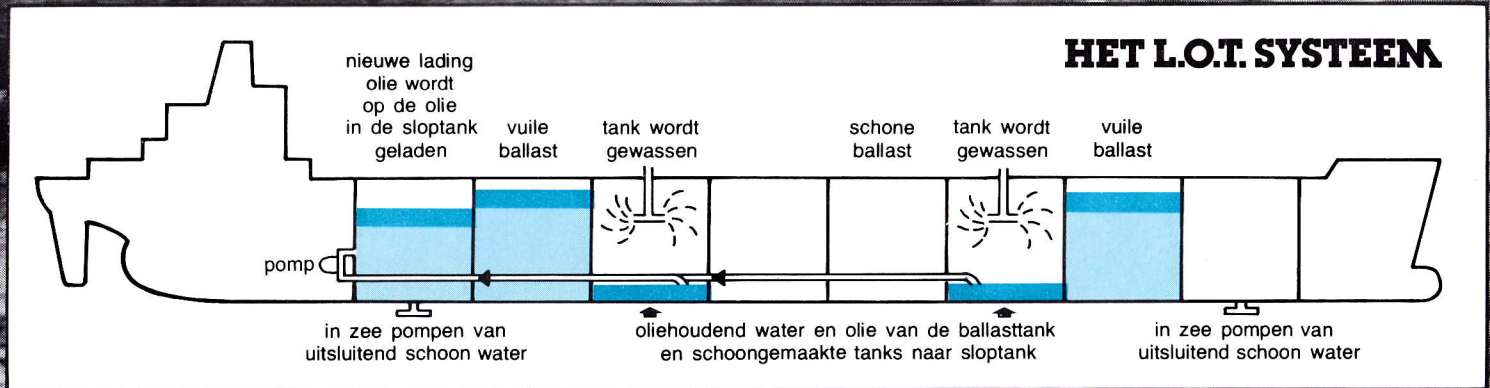 HET L.O.T. SYSTEEM
nieuwe lading
olie wordt
op de olie
in de sloptank
geladen
vuile
ballast
tank wordt
gewassen
schone
ballast
tank wordt
gewassen
vuile
ballast
pomp
in zee pompen van
uitsluitend schoon water
oliehoudend water en olie van de ballasttank
en schoongemaakte tanks naar sloptank
in zee pompen van
uitsluitend schoon water